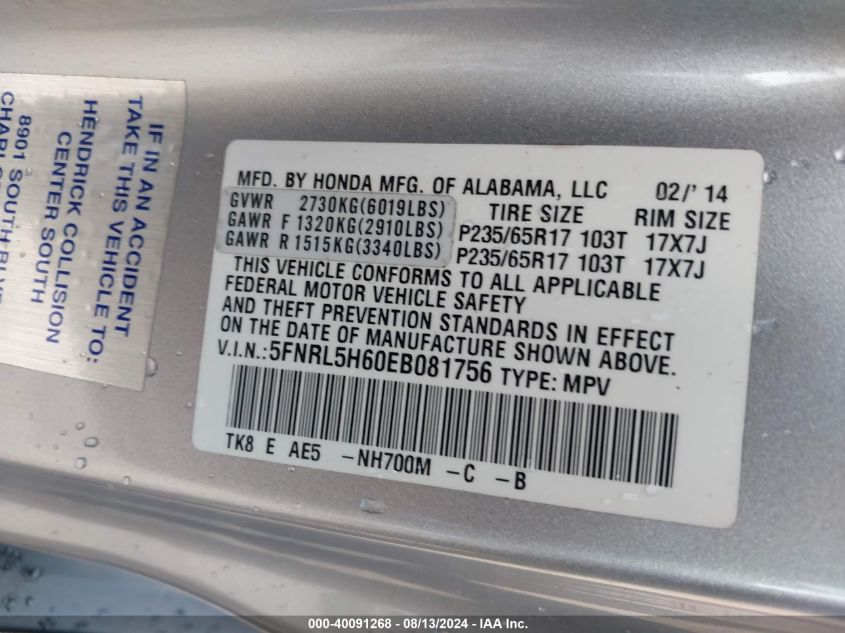 IF IN AN ACCIDENT
TAKE THIS VEHICLE TO:
HENDRICK COLLISION
CENTER SOUTH
8901 SOUTH BLVD
MFD. BY HONDA MFG. OF ALABAMA, LLC 02/' 14
GVWR 2730KG(6019LBS) TIRE SIZE RIM SIZE
GAWR F 1320KG(2910LBS) P235/65R17 103T 17X7J
GAWR R 1515KG(3340LBS) P235/65R17 103T 17X7J
THIS VEHICLE CONFORMS TO ALL APPLICABLE
FEDERAL MOTOR VEHICLE SAFETY
AND THEFT PREVENTION STANDARDS IN EFFECT
ON THE DATE OF MANUFACTURE SHOWN ABOVE.
V.I.N.: 5FNRL5H60EB081756 TYPE: MPV
TK8 E AE5 -NH700M -C -B
000-40091268 - 08/13/2024 - IAA Inc.